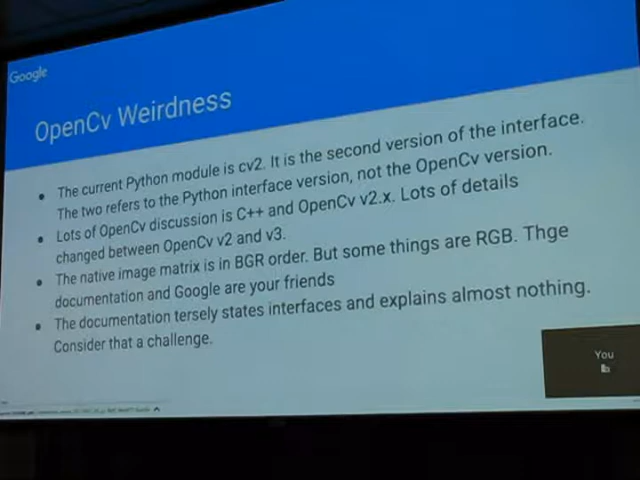 Google
OpenCv Weirdness
• The current Python module is cv2. It is the second version of the interface.
The two refers to the Python interface version, not the OpenCv version.
• Lots of OpenCv discussion is C++ and OpenCv v2.x. Lots of details
changed between OpenCv v2 and v3.
• The native image matrix is in BGR order. But some things are RGB. Thge
documentation and Google are your friends
• The documentation tersely states interfaces and explains almost nothing.
Consider that a challenge.
You